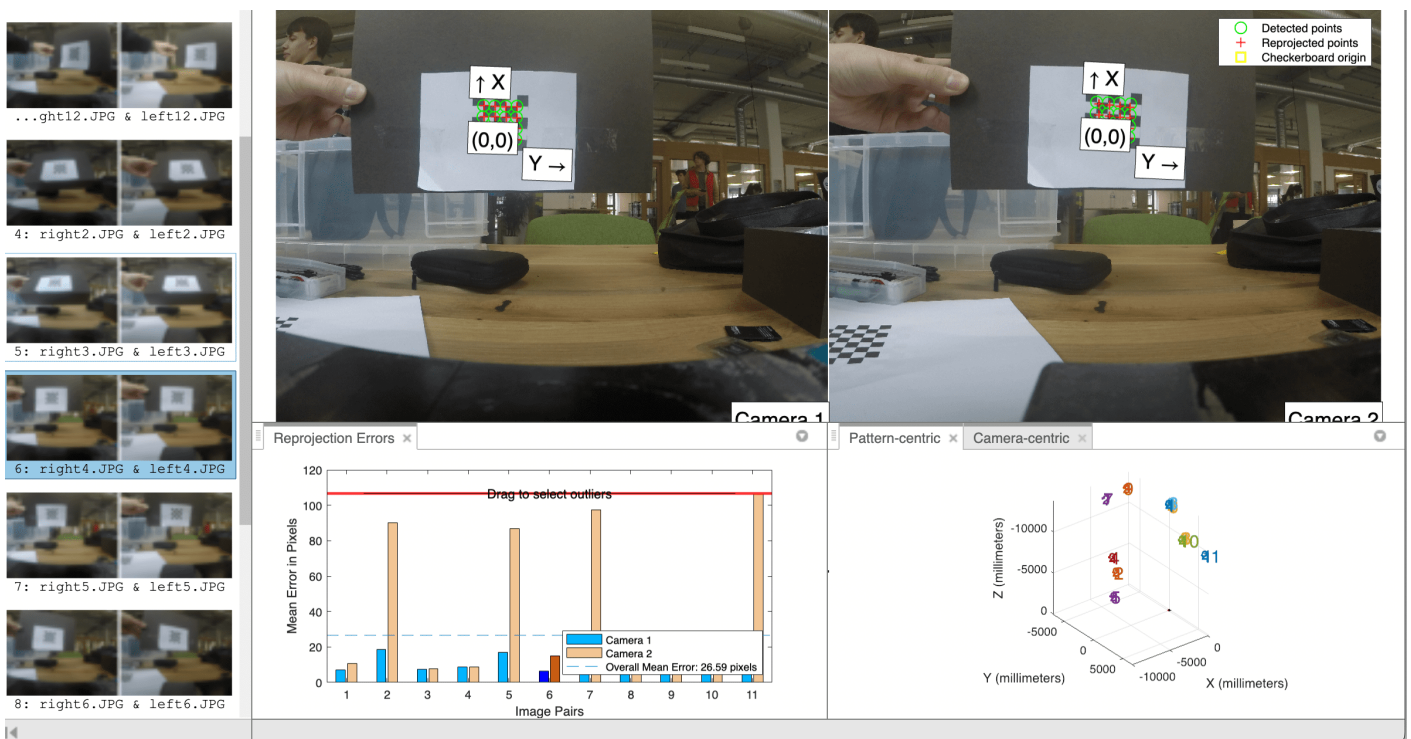 ...ght12.JPG & left12.JPG
4: right2.JPG & left2.JPG
5: right3.JPG & left3.JPG
6: right4.JPG & left4.JPG
7: right5.JPG & left5.JPG
8: right6.JPG & left6.JPG
↑ X
(0,0)
Y →
Camera 1
↑ X
(0,0)
Y →
Detected points
Reprojected points
Checkerboard origin
Camera 2
Reprojection Errors ×
120
100
80
60
40
20
0
Mean Error in Pixels
Drag to select outliers
Camera 1
Camera 2
Overall Mean Error: 26.59 pixels
1 2 3 4 5 6 7 8 9 10 11
Image Pairs
Pattern-centric × Camera-centric ×
Z (millimeters)
-10000
-5000
0
-5000
0
5000
Y (millimeters)
-10000
-5000
0
X (millimeters)